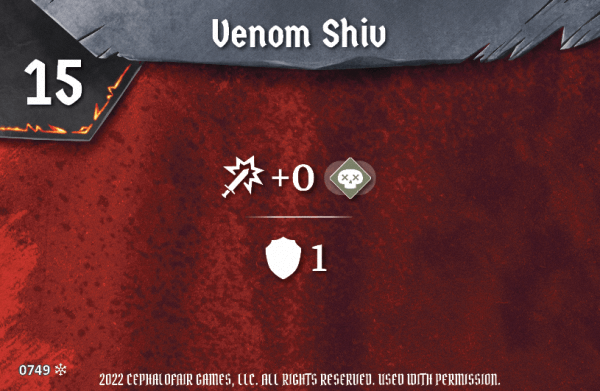 Venom Shiv
15
+0
1
0749
2022 CEPHALOFAIR GAMES, LLC. ALL RIGHTS RESERVED. USED WITH PERMISSION.